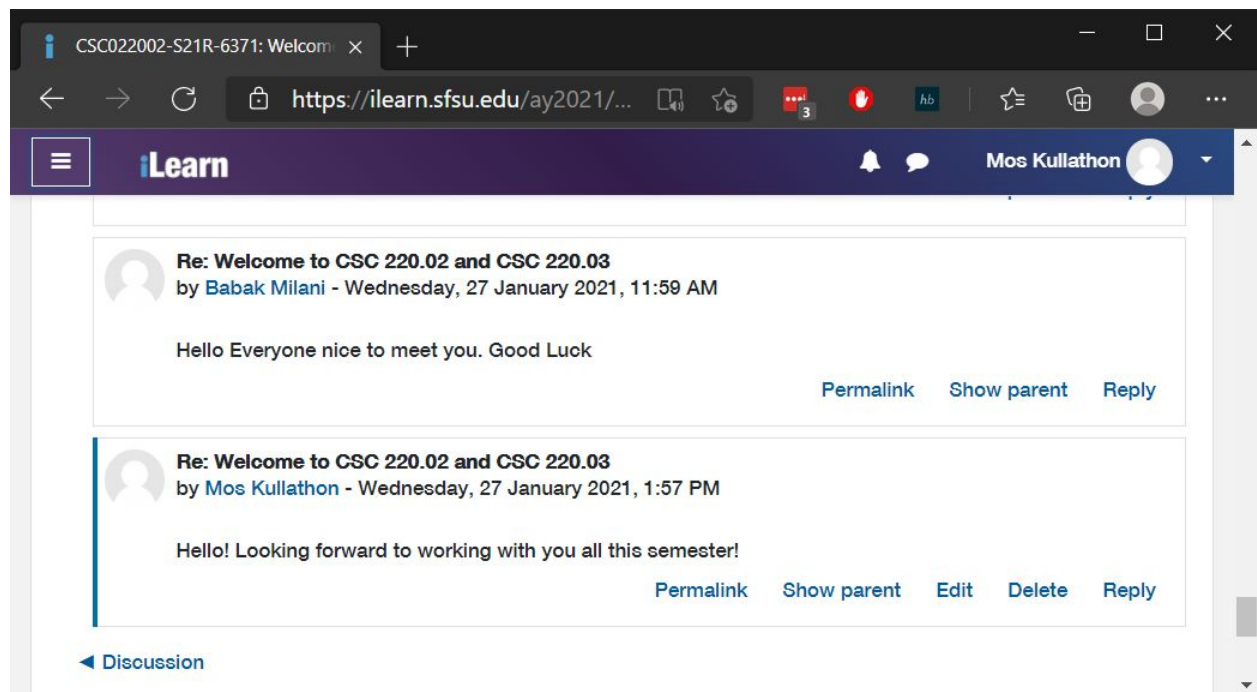 CSC022002-S21R-6371: Welcom
https://ilearn.sfsu.edu/ay2021/...
3
hb
iLearn
Mos Kullathon
Re: Welcome to CSC 220.02 and CSC 220.03
by Babak Milani - Wednesday, 27 January 2021, 11:59 AM
Hello Everyone nice to meet you. Good Luck
Permalink Show parent Reply
Re: Welcome to CSC 220.02 and CSC 220.03
by Mos Kullathon - Wednesday, 27 January 2021, 1:57 PM
Hello! Looking forward to working with you all this semester!
Permalink Show parent Edit Delete Reply
◄ Discussion